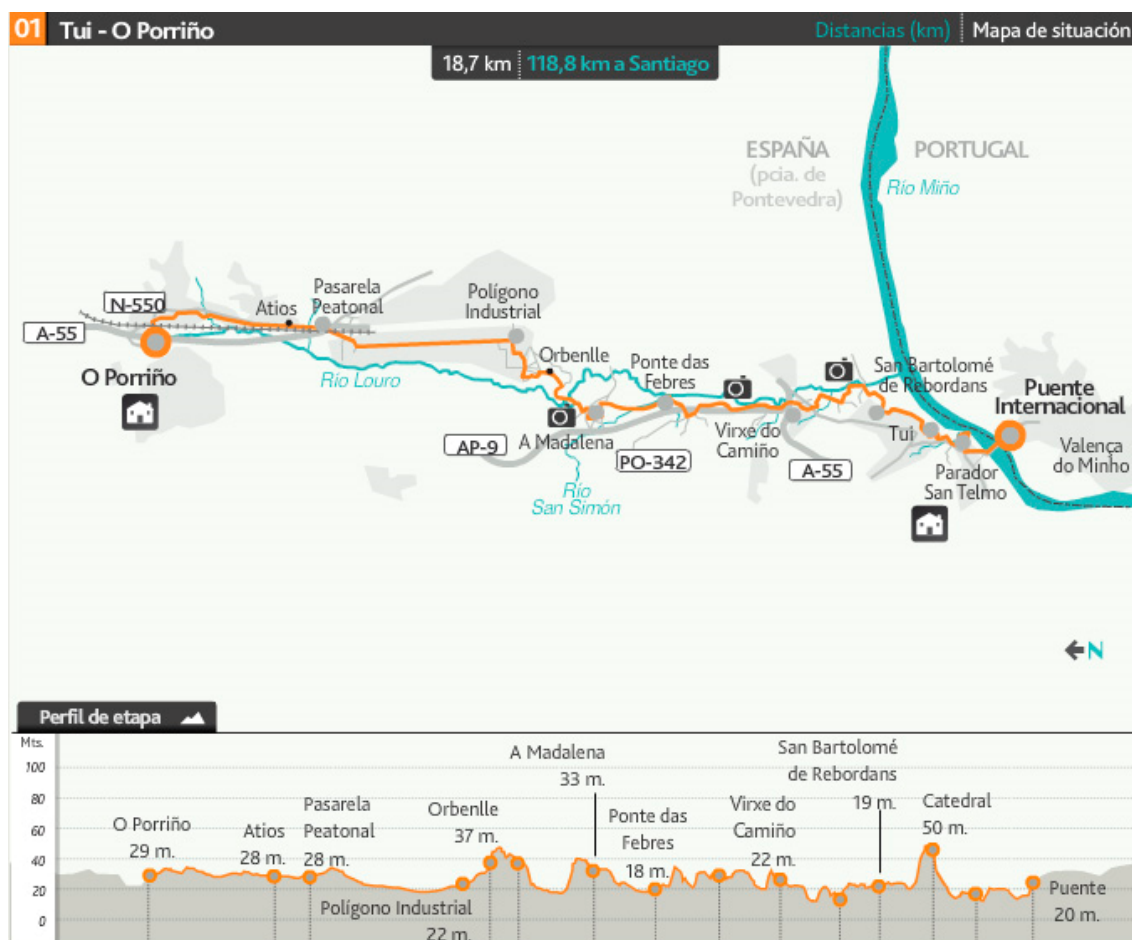 01 Tui - O Porriño
Distancias (km) Mapa de situación
18,7 km 118,8 km a Santiago
ESPAÑA
(pcia. de
Pontevedra)
PORTUGAL
Río Miño
N-550
A-55
Atios
Pasarela
Peatonal
Polígono
Industrial
O Porriño
Río Louro
Orbenlle
Ponte das
Febres
San Bartolomé
de Rebordans
Puente
Internacional
AP-9
A Madalena
PO-342
Virxe do
Camiño
A-55
Tui
Parador
San Telmo
Valença
do Minho
Río
San Simón
N
Perfil de etapa
Mts.
100
80
60
40
20
0
O Porriño
29 m.
Atios
28 m.
Pasarela
Peatonal
28 m.
Polígono Industrial
22 m.
Orbenlle
37 m.
A Madalena
33 m.
Ponte das
Febres
18 m.
Virxe do
Camiño
22 m.
San Bartolomé
de Rebordans
19 m.
Catedral
50 m.
Puente
20 m.